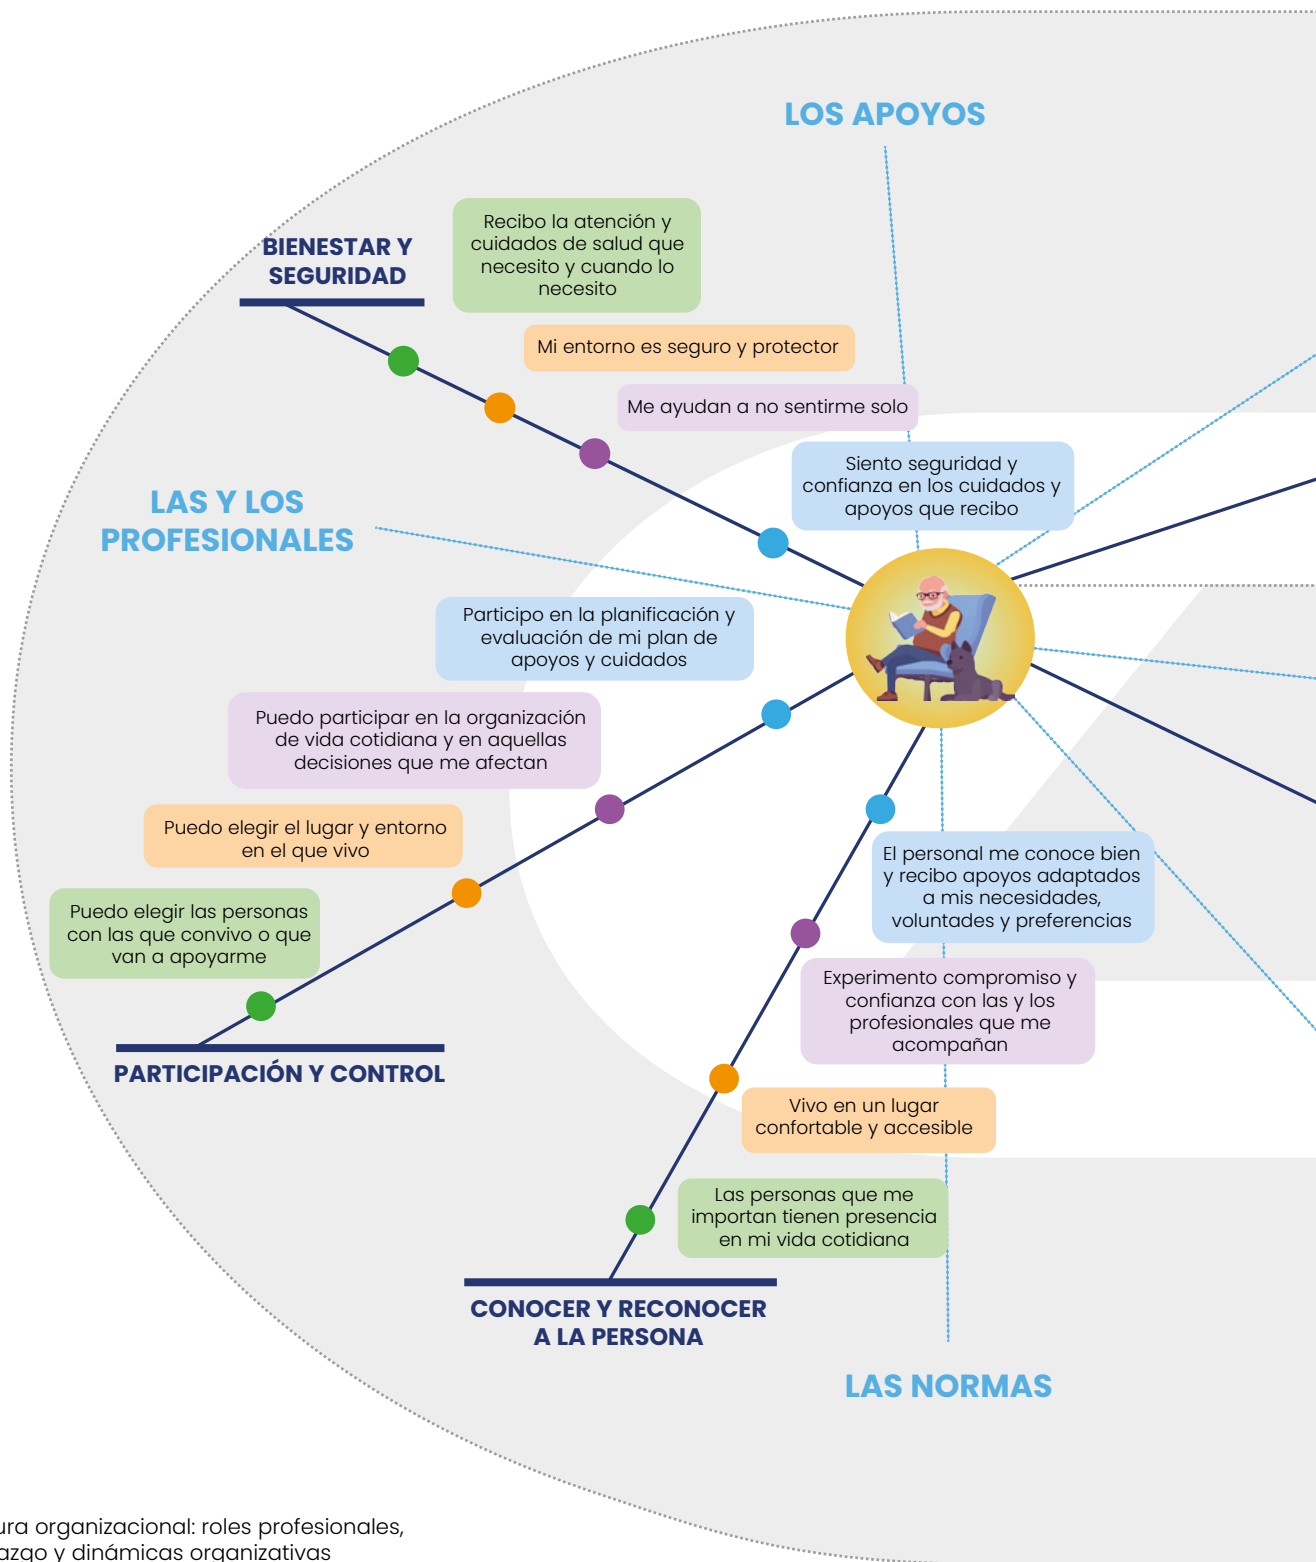 LOS APOYOS
BIENESTAR Y
SEGURIDAD
Recibo la atención y
cuidados de salud que
necesito y cuando lo
necesito
Mi entorno es seguro y protector
Me ayudan a no sentirme solo
Siento seguridad y
confianza en los cuidados y
apoyos que recibo
LAS Y LOS
PROFESIONALES
Participo en la planificación y
evaluación de mi plan de
apoyos y cuidados
Puedo participar en la organización
de vida cotidiana y en aquellas
decisiones que me afectan
Puedo elegir el lugar y entorno
en el que vivo
Puedo elegir las personas
con las que convivo o que
van a apoyarme
PARTICIPACIÓN Y CONTROL
El personal me conoce bien
y recibo apoyos adaptados
a mis necesidades,
voluntades y preferencias
Experimento compromiso y
confianza con las y los
profesionales que me
acompañan
Vivo en un lugar
confortable y accesible
Las personas que me
importan tienen presencia
en mi vida cotidiana
CONOCER Y RECONOCER
A LA PERSONA
LAS NORMAS
organizacional: roles profesionales,
y dinámicas organizativas